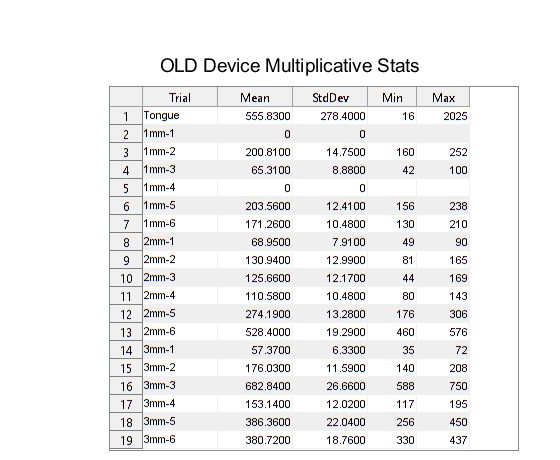 OLD Device Multiplicative Stats
Trial Mean StdDev Min Max
1 Tongue 555.8300 278.4000 16 2025
2 1mm-1 0 0
3 1mm-2 200.8100 14.7500 160 252
4 1mm-3 65.3100 8.8800 42 100
5 1mm-4 0 0
6 1mm-5 203.5600 12.4100 156 238
7 1mm-6 171.2600 10.4800 130 210
8 2mm-1 68.9500 7.9100 49 90
9 2mm-2 130.9400 12.9900 81 165
10 2mm-3 125.6600 12.1700 44 169
11 2mm-4 110.5800 10.4800 80 143
12 2mm-5 274.1900 13.2800 176 306
13 2mm-6 528.4000 19.2900 460 576
14 3mm-1 57.3700 6.3300 35 72
15 3mm-2 176.0300 11.5900 140 208
16 3mm-3 682.8400 26.6600 588 750
17 3mm-4 153.1400 12.0200 117 195
18 3mm-5 386.3600 22.0400 256 450
19 3mm-6 380.7200 18.7600 330 437